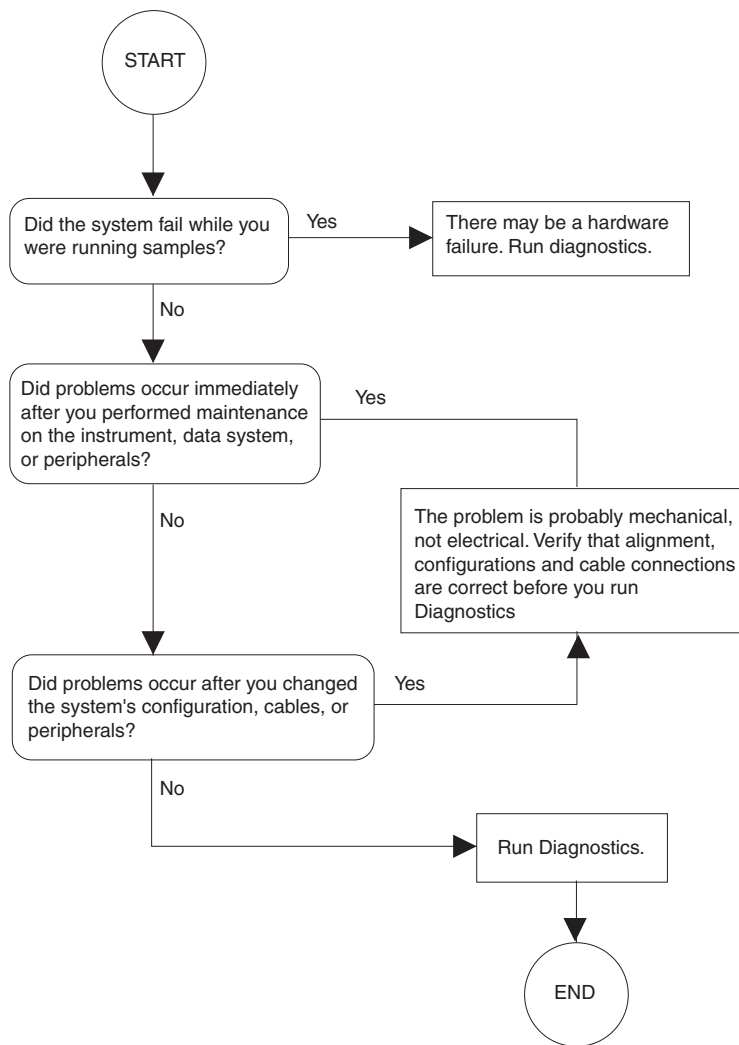 START
Did the system fail while you
were running samples?
Yes
There may be a hardware
failure. Run diagnostics.
No
Did problems occur immediately
after you performed maintenance
on the instrument, data system,
or peripherals?
Yes
No
The problem is probably mechanical,
not electrical. Verify that alignment,
configurations and cable connections
are correct before you run
Diagnostics
Did problems occur after you changed
the system's configuration, cables, or
peripherals?
Yes
No
Run Diagnostics.
END